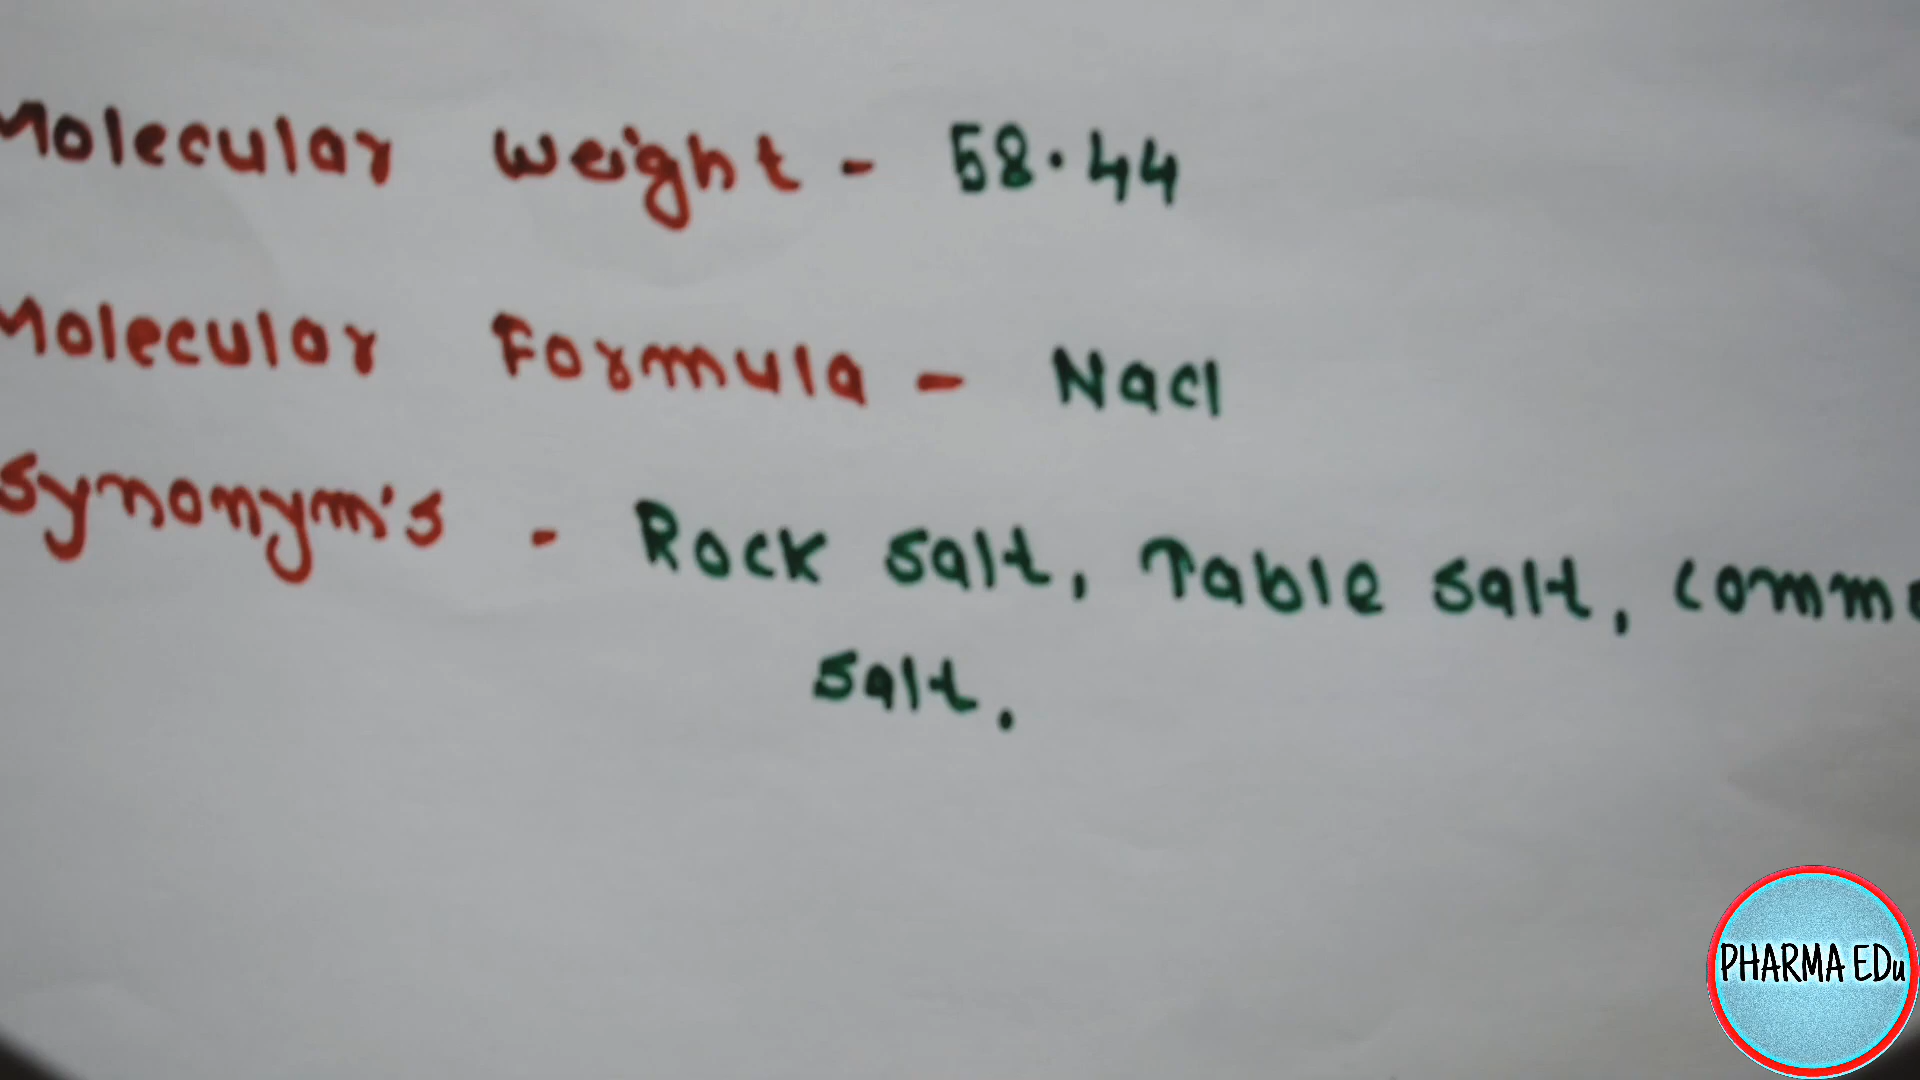 Molecular weight - 58.44
Molecular Formula - Nacl
Synonym's - Rock salt, Table salt, comm
salt.
PHARMA EDu